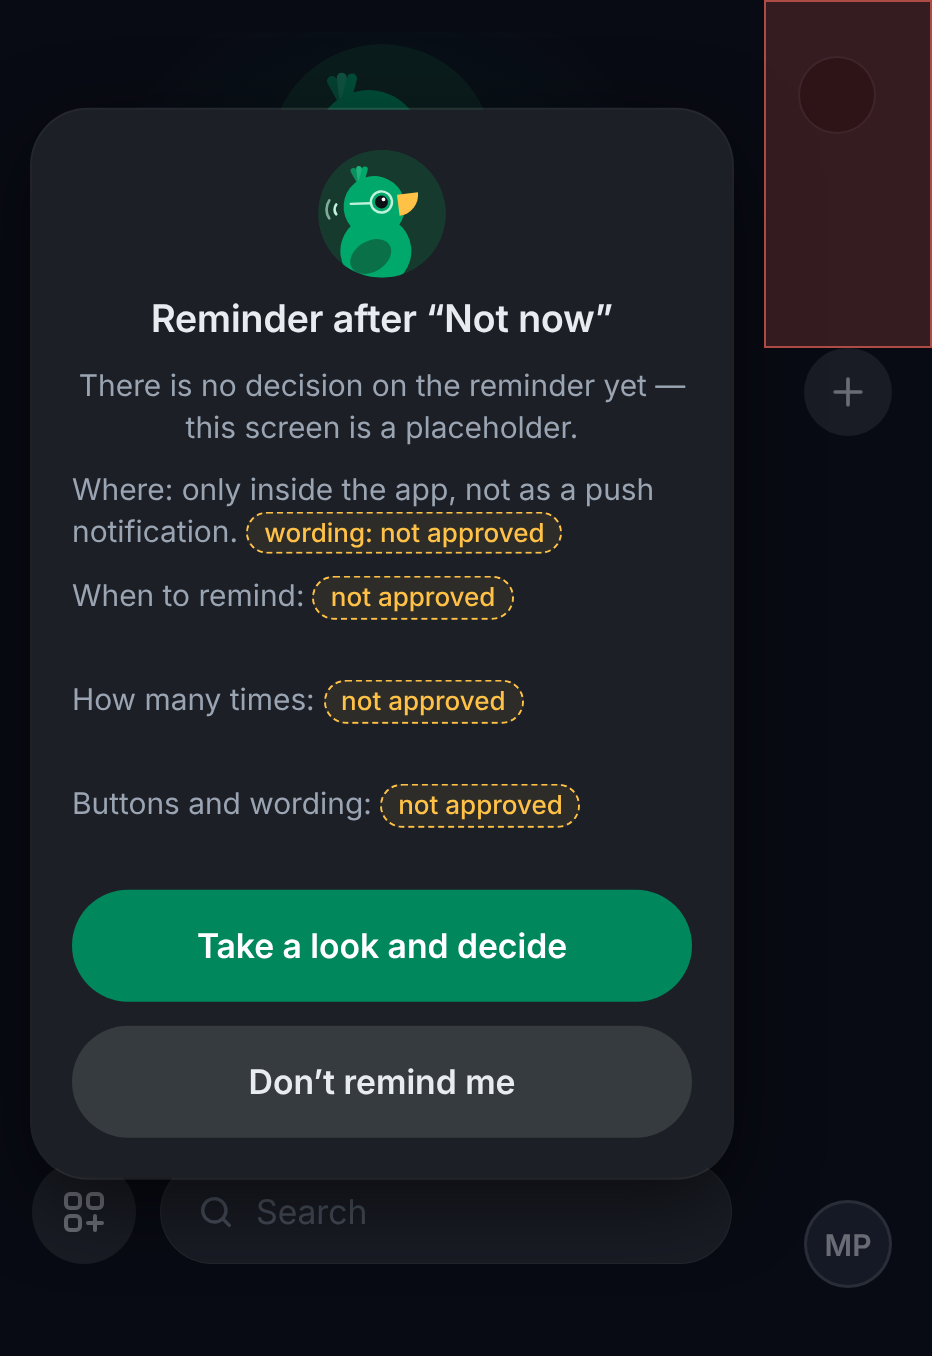 Reminder after “Not now”
There is no decision on the reminder yet —
this screen is a placeholder.
Where: only inside the app, not as a push
notification. wording: not approved
When to remind: not approved
How many times: not approved
Buttons and wording: not approved
Take a look and decide
Don’t remind me
Search
MP